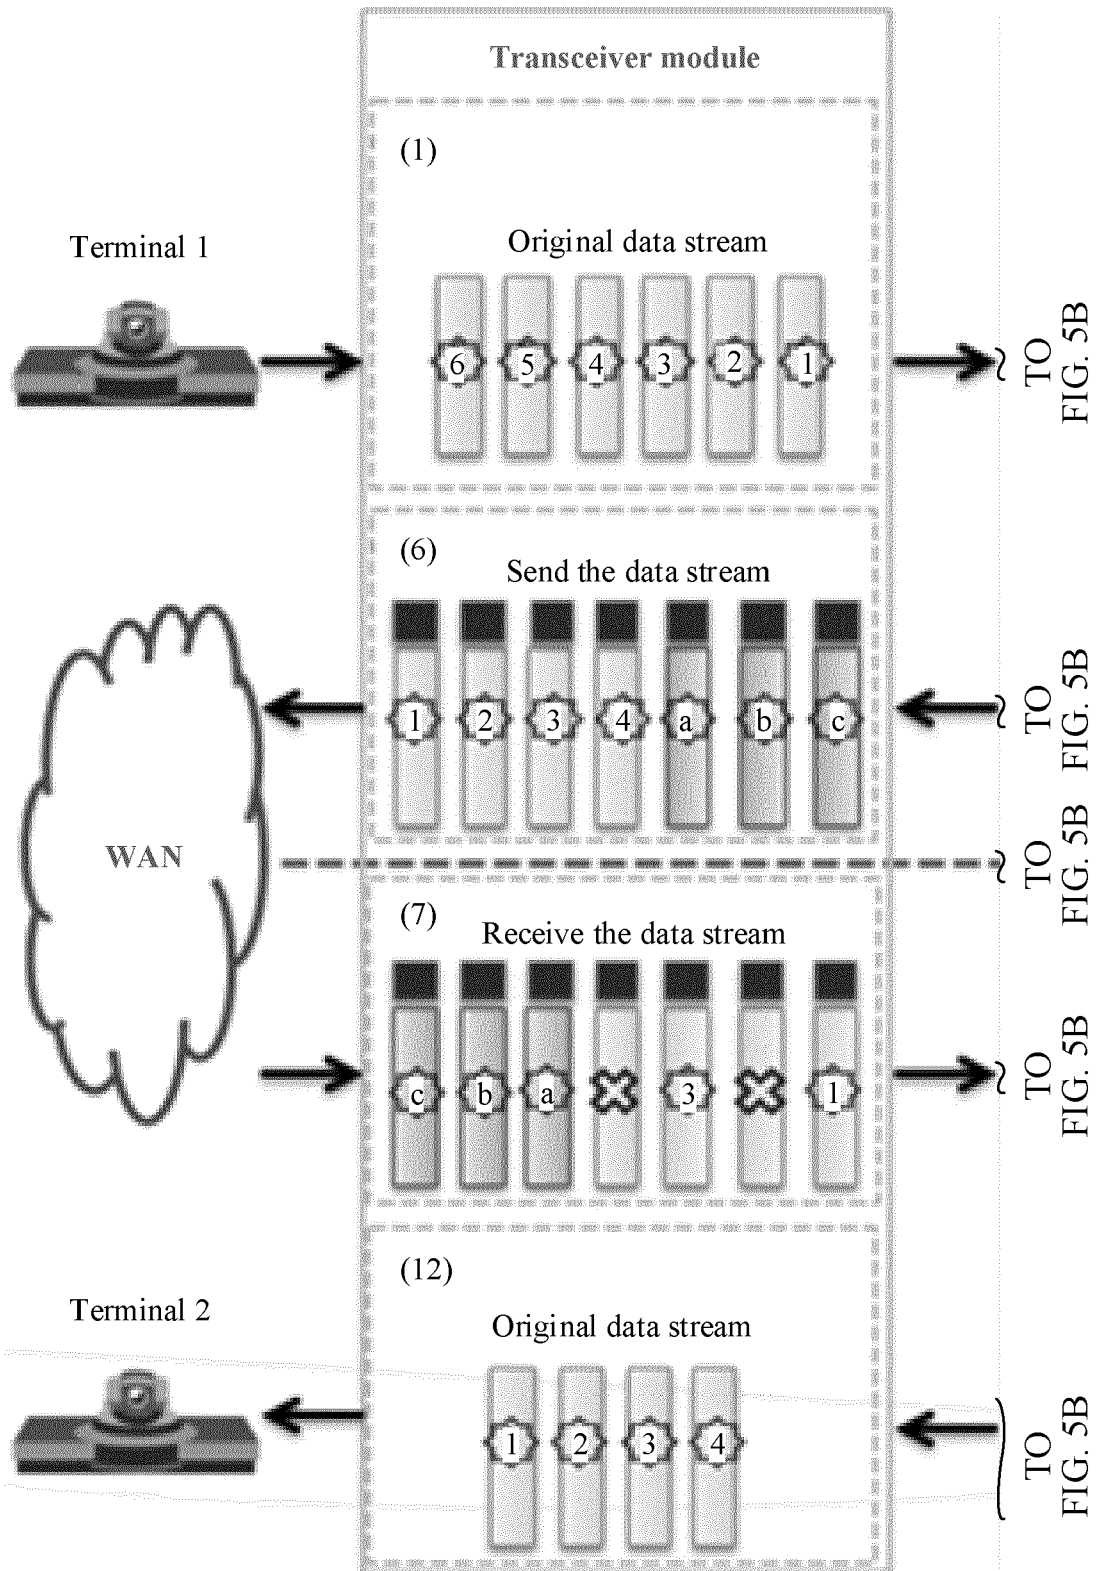 Transceiver module
(1)
Terminal 1
Original data stream
6 5 4 3 2 1
TO
FIG. 5B
(6)
Send the data stream
1 2 3 4 a b c
TO
FIG. 5B
WAN
TO
FIG. 5B
(7)
Receive the data stream
c b a 3 1
TO
FIG. 5B
(12)
Terminal 2
Original data stream
1 2 3 4
TO
FIG. 5B